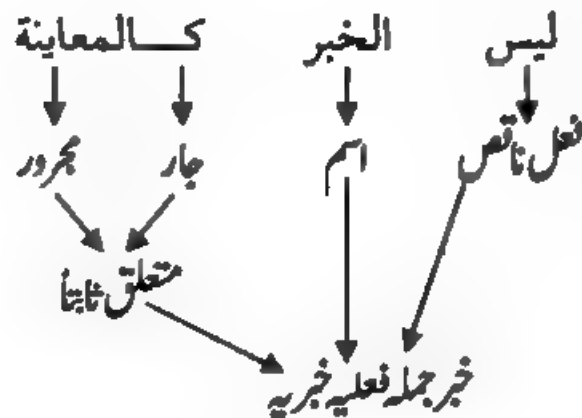 ليس الخبر كالمعاينة
فعل ناقص اسم جار مجرور
متعلق ثابتاً
خبر جملہ فعلیہ خبریہ